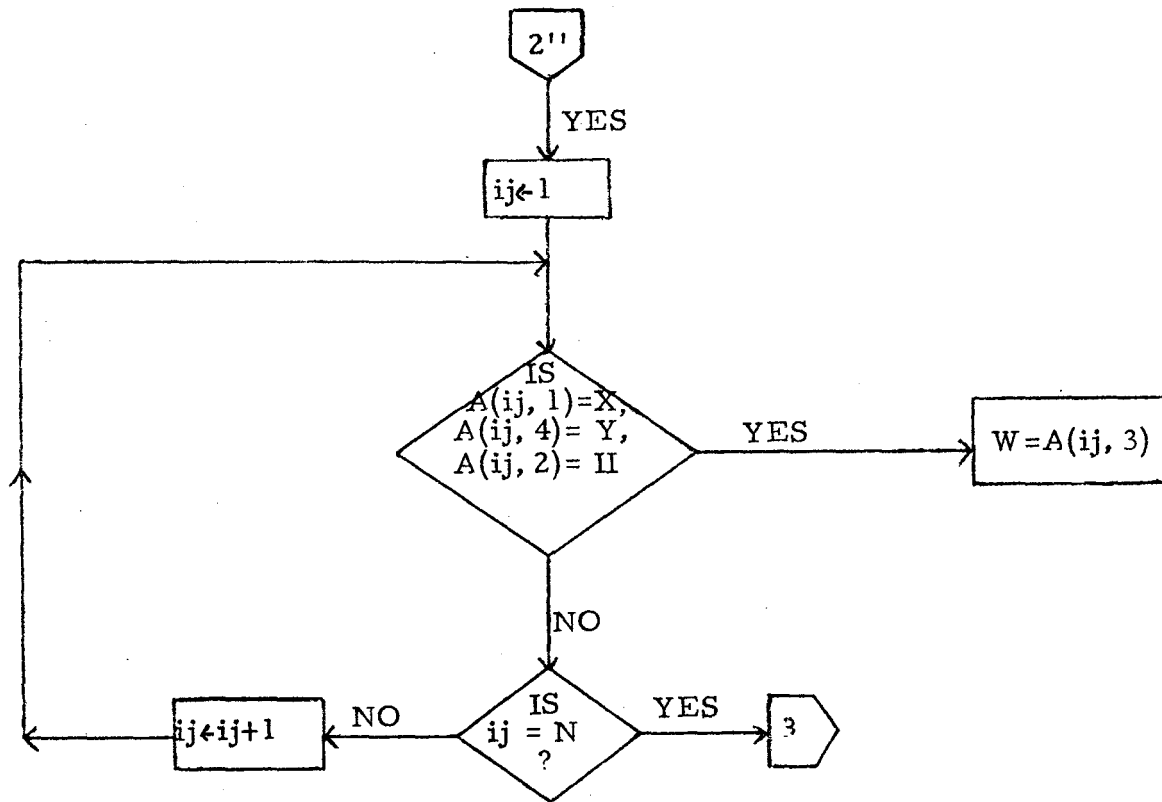 2''
YES
ij←1
IS
A(ij, 1)=X,
A(ij, 4)= Y,
A(ij, 2)= II
YES
W=A(ij, 3)
NO
IS
ij = N
?
YES
3
NO
ij←ij+1